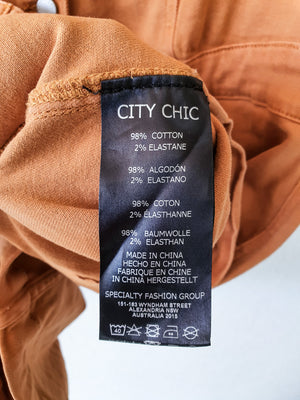 CITY CHIC
98% COTTON
2% ELASTANE
98% ALGODÓN
2% ELASTANO
98% COTON
2% ELASTHANNE
98% BAUMWOLLE
2% ELASTHAN
MADE IN CHINA
HECHO EN CHINA
FABRIQUE EN CHINE
IN CHINA HERGESTELLT
SPECIALTY FASHION GROUP
151-163 WYNDHAM STREET
ALEXANDRIA NSW
AUSTRALIA 2015
40